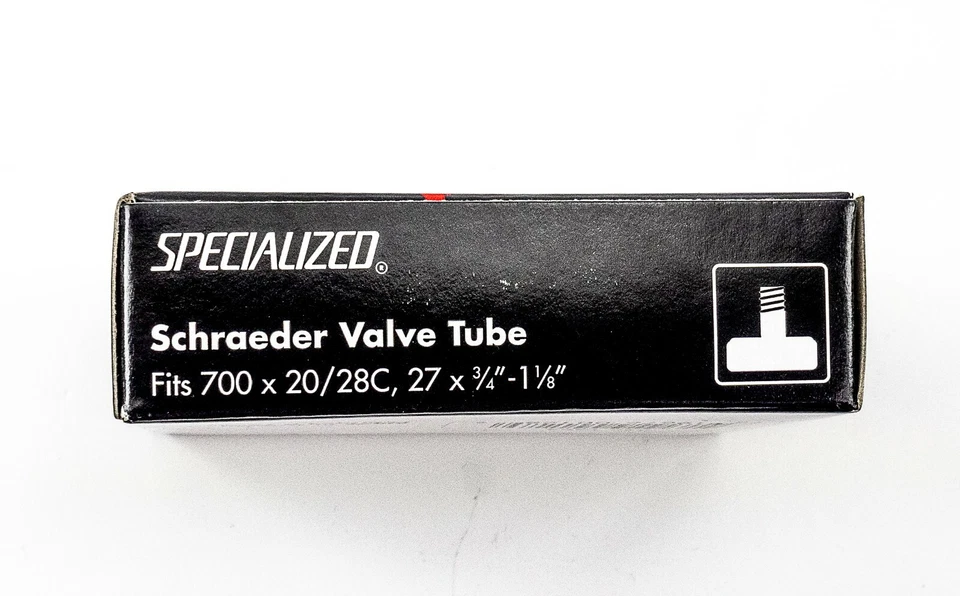 SPECIALIZED®
Schraeder Valve Tube
Fits 700 x 20/28C, 27 x ¾"-1⅛"